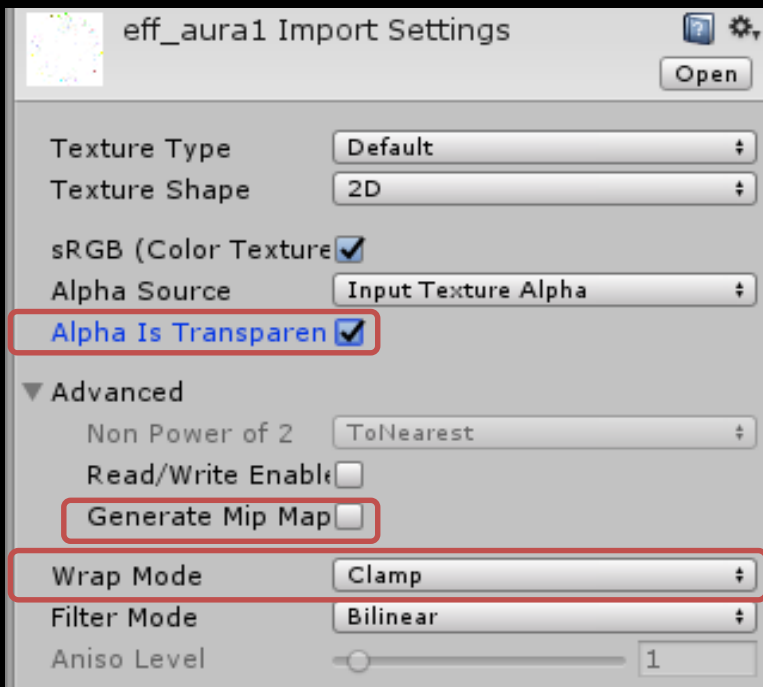 eff_aura1 Import Settings
Open
Texture Type Default
Texture Shape 2D
sRGB (Color Texture
Alpha Source Input Texture Alpha
Alpha Is Transparen
Advanced
Non Power of 2 ToNearest
Read/Write Enable
Generate Mip Map
Wrap Mode Clamp
Filter Mode Bilinear
Aniso Level 1